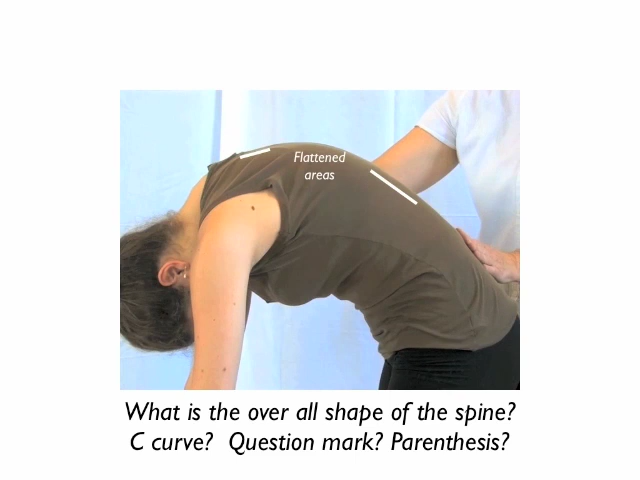 Flattened
areas
What is the over all shape of the spine?
C curve? Question mark? Parenthesis?